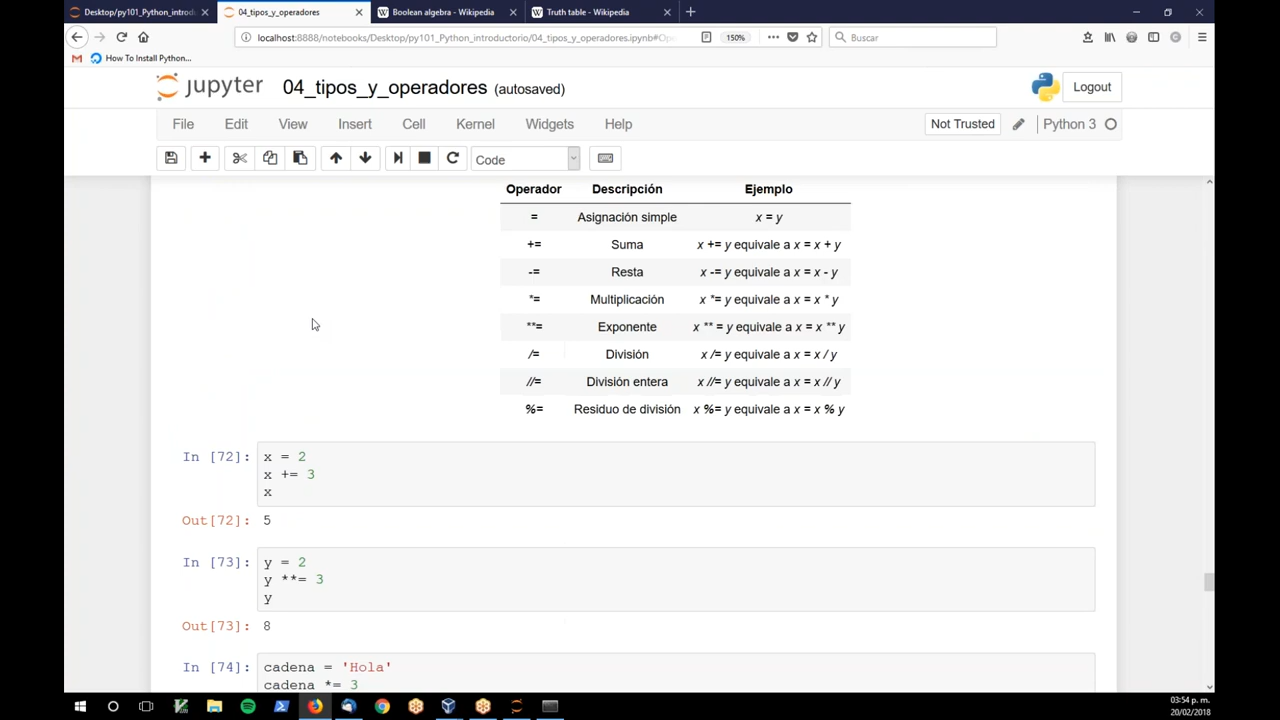 Desktop/py101_Python_introdu
04_tipos_y_operadores
Boolean algebra - Wikipedia
Truth table - Wikipedia
localhost:8888/notebooks/Desktop/py101_Python_introductorio/04_tipos_y_operadores.ipynb#Op
150%
Buscar
How To Install Python...
jupyter
04_tipos_y_operadores (autosaved)
Logout
File Edit View Insert Cell Kernel Widgets Help
Not Trusted
Python 3
Code
Operador Descripción Ejemplo
= Asignación simple x = y
+= Suma x += y equivale a x = x + y
-= Resta x -= y equivale a x = x - y
*= Multiplicación x *= y equivale a x = x * y
**= Exponente x ** = y equivale a x = x ** y
/= División x /= y equivale a x = x / y
//= División entera x //= y equivale a x = x // y
%= Residuo de división x %= y equivale a x = x % y
In [72]: x = 2
x += 3
x
Out[72]: 5
In [73]: y = 2
y **= 3
y
Out[73]: 8
In [74]: cadena = 'Hola'
cadena *= 3
03:54 p. m.
20/02/2018